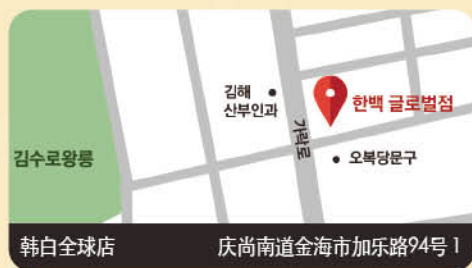 김해
산부인과
한백 글로벌점
가락로
김수로왕릉
오복당문구
韩白全球店
庆尚南道金海市加乐路94号 1